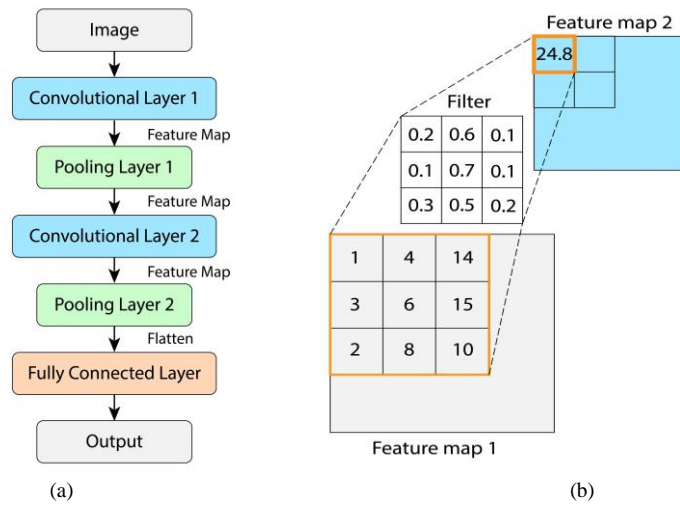 Image
Convolutional Layer 1
Feature Map
Pooling Layer 1
Feature Map
Convolutional Layer 2
Feature Map
Pooling Layer 2
Flatten
Fully Connected Layer
Output
(a)
Feature map 2
24.8
Filter
0.2 0.6 0.1
0.1 0.7 0.1
0.3 0.5 0.2
1 4 14
3 6 15
2 8 10
Feature map 1
(b)